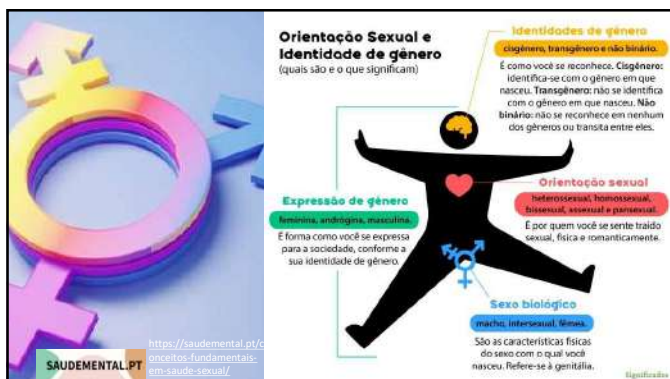 Orientação Sexual e
Identidade de gênero
(quais são e o que significam)
Identidades de gênero
cisgênero, transgênero e não binário.
É como você se reconhece. Cisgênero:
identifica-se com o gênero em que
nasceu. Transgênero: não se identifica
com o gênero em que nasceu. Não
binário: não se reconhece em nenhum
dos gêneros ou transita entre eles.
Orientação sexual
heterossexual, homossexual,
bissexual, assexual e pansexual.
É por quem você se sente traído
sexual, física e romanticamente.
Expressão de gênero
feminina, andrógina, masculina.
É forma como você se expressa
para a sociedade, conforme a
sua identidade de gênero.
Sexo biológico
macho, intersexual, fêmea.
São as características físicas
do sexo com o qual você
nasceu. Refere-se à genitália.
SAUDEMENTAL.PT
https://saudemental.pt/c
onceitos-fundamentais-
em-saude-sexual/
Significados